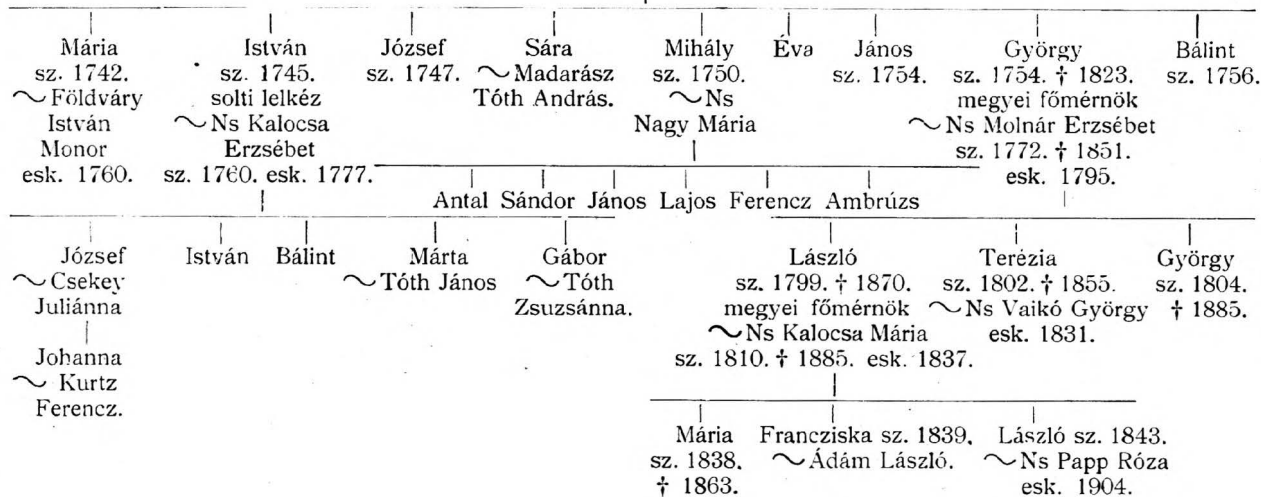 Mária István József Sára Mihály Éva János György Bálint
sz. 1742. sz. 1745. sz. 1747. ~Madarász sz. 1750. sz. 1754. sz. 1754. † 1823. sz. 1756.
~Földváry solti lelkéz Tóth András. ~Ns megyei főmérnök
István ~Ns Kalocsa Nagy Mária ~Ns Molnár Erzsébet
Monor Erzsébet sz. 1772. † 1851.
esk. 1760. sz. 1760. esk. 1777. esk. 1795.
Antal Sándor János Lajos Ferencz Ambrúzs
József István Bálint Márta Gábor László Terézia György
~Csekey ~Tóth János ~Tóth sz. 1799. † 1870. sz. 1802. † 1855. sz. 1804.
Juliánna Zsuzsánna. megyei főmérnök ~Ns Vaikó György † 1885.
~Ns Kalocsa Mária esk. 1831.
Johanna sz. 1810. † 1885. esk. 1837.
~ Kurtz
Ferencz.
Mária Francziska sz. 1839. László sz. 1843.
sz. 1838. ~Ádám László. ~Ns Papp Róza
† 1863. esk. 1904.